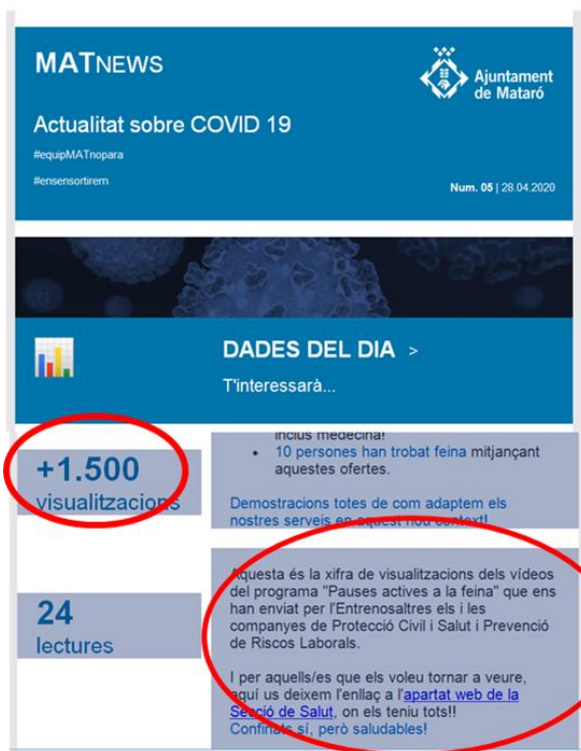 MATNEWS
Ajuntament
de Mataró
Actualitat sobre COVID 19
#equipMATnopara
#ensensortirem
Num. 05 | 28.04.2020
DADES DEL DIA >
T'interessarà...
+1.500
visualitzacions
inclús medecina!
• 10 persones han trobat feina mitjançant
aquestes ofertes.
Demostracions totes de com adaptem els
nostres serveis en aquest nou context!
24
lectures
Aquesta és la xifra de visualitzacions dels vídeos
del programa "Pauses actives a la feina" que ens
han enviat per l'Entrenosaltres els i les
companyes de Protecció Civil i Salut i Prevenció
de Riscos Laborals.
I per aquells/es que els voleu tornar a veure,
aquí us deixem l'enllaç a l'apartat web de la
Secció de Salut, on els teniu tots!!
Confinats sí, però saludables!